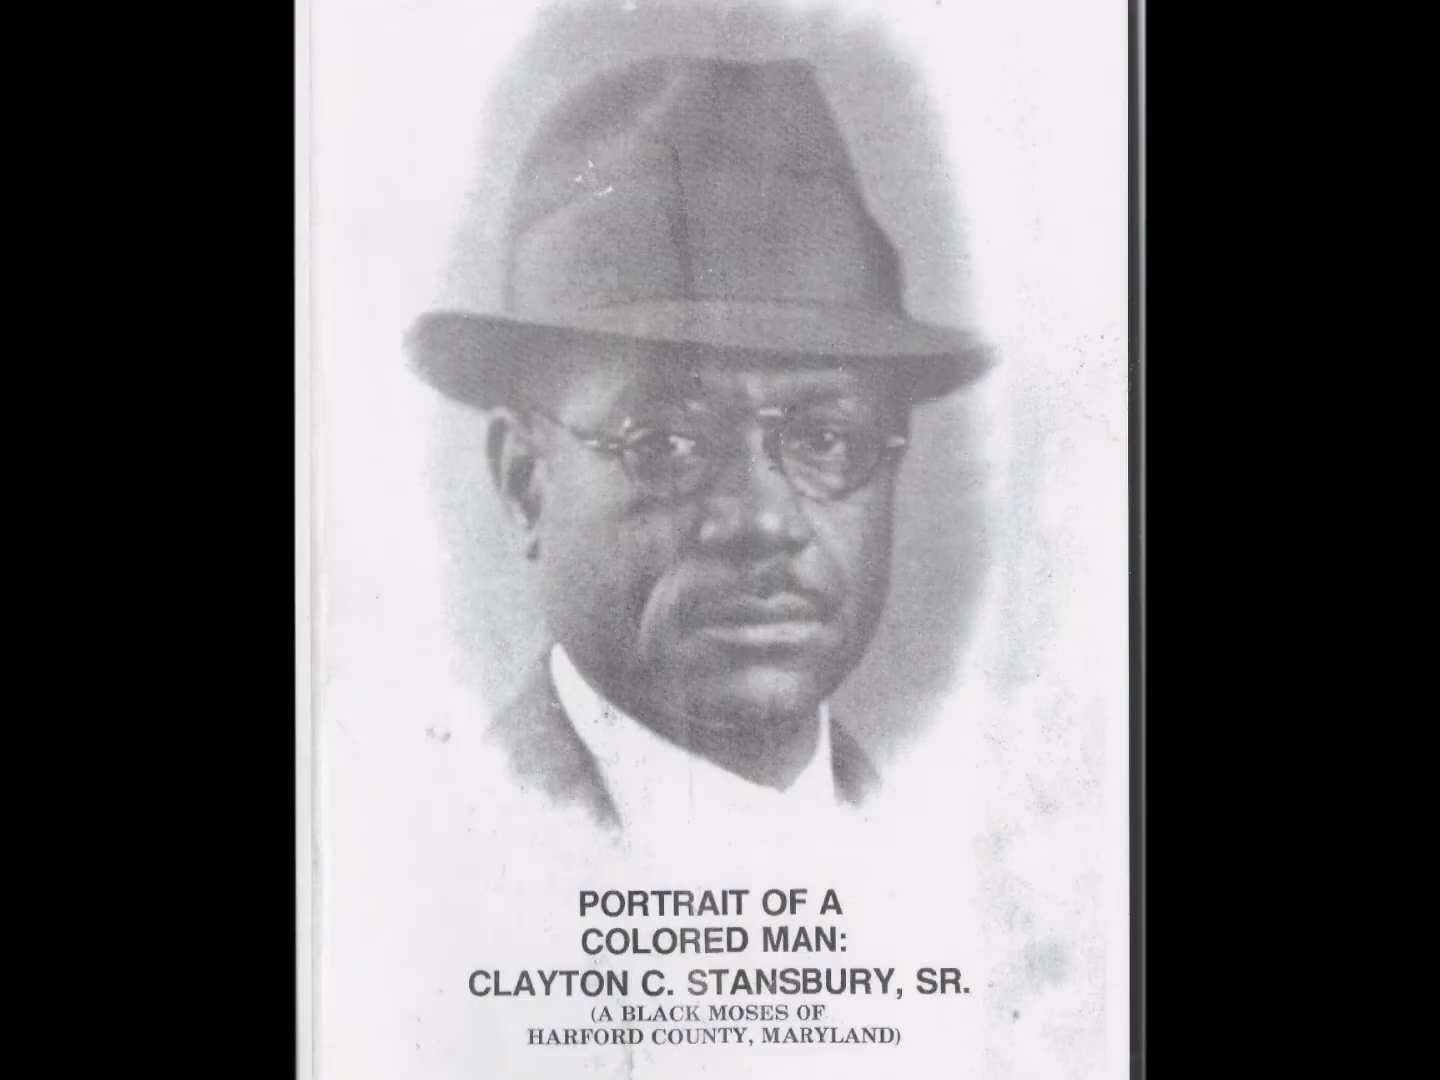 PORTRAIT OF A
COLORED MAN:
CLAYTON C. STANSBURY, SR.
(A BLACK MOSES OF
HARFORD COUNTY, MARYLAND)